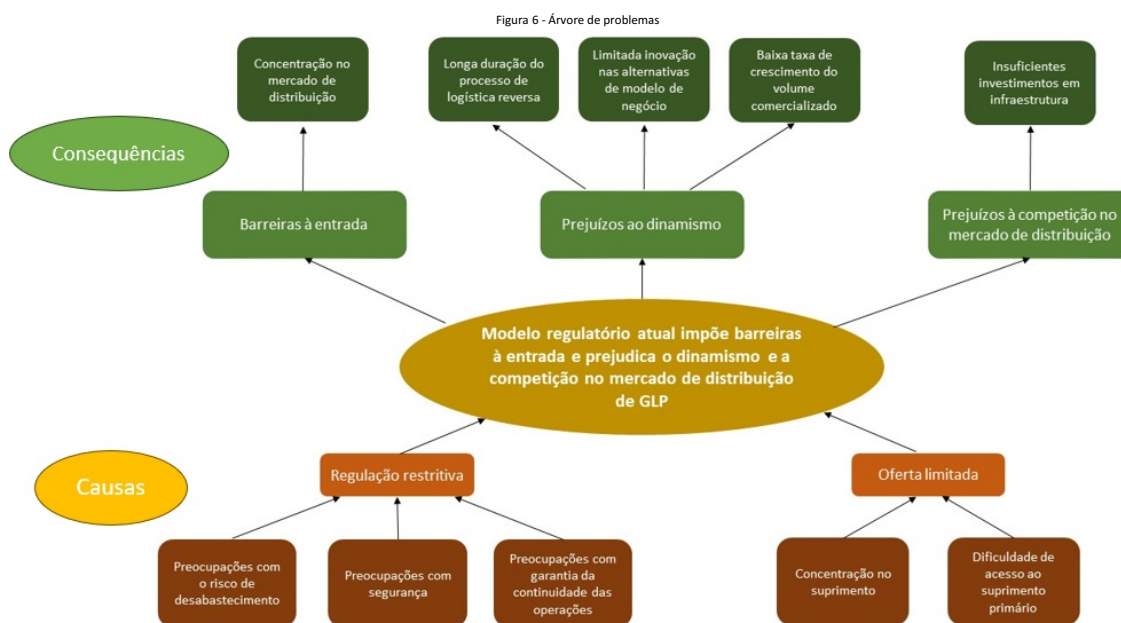 Figura 6 - Árvore de problemas
Concentração no
mercado de
distribuição
Longa duração do
processo de
logística reversa
Limitada inovação
nas alternativas
de modelo de
negócio
Baixa taxa de
crescimento do
volume
comercializado
Insuficientes
investimentos em
infraestrutura
Consequências
Barreiras à entrada
Prejuízos ao dinamismo
Prejuízos à competição no
mercado de distribuição
Modelo regulatório atual impõe barreiras
à entrada e prejudica o dinamismo e a
competição no mercado de distribuição
de GLP
Causas
Regulação restritiva
Oferta limitada
Preocupações com
o risco de
desabastecimento
Preocupações com
segurança
Preocupações com
garantia da
continuidade das
operações
Concentração no
suprimento
Dificuldade de
acesso ao
suprimento
primário